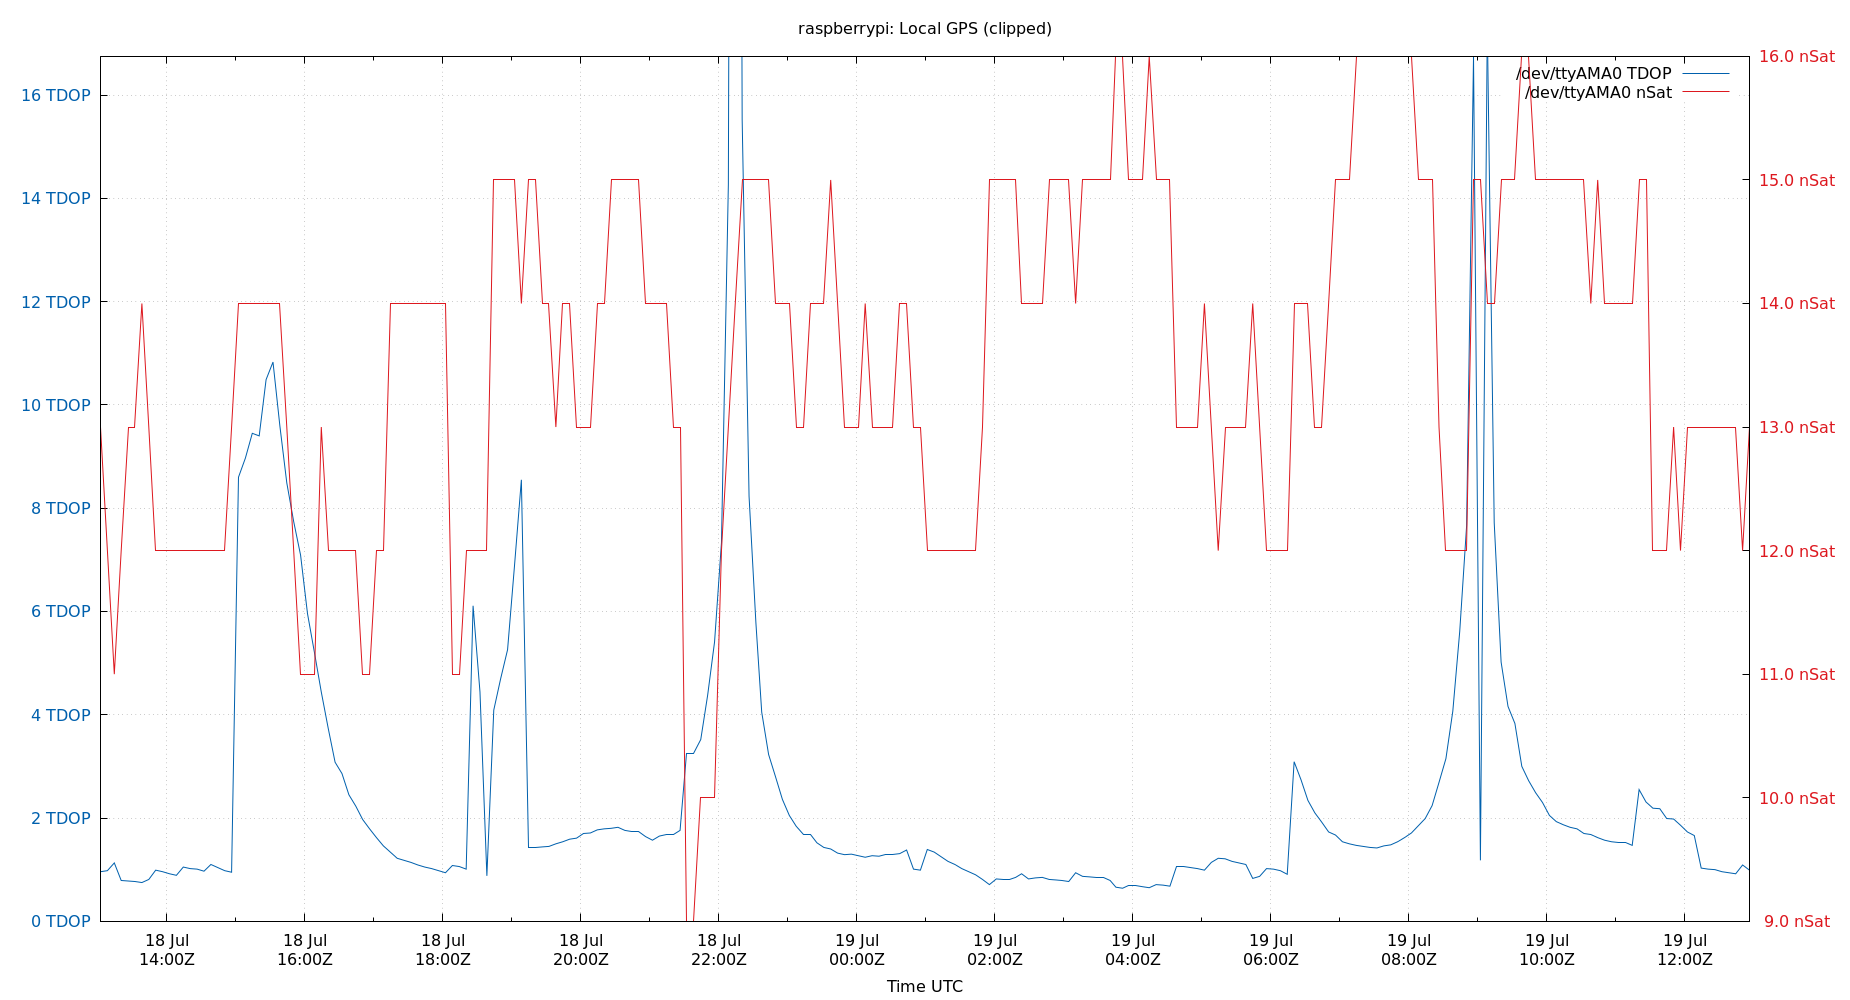 raspberrypi: Local GPS (clipped)
/dev/ttyAMA0 TDOP
/dev/ttyAMA0 nSat
16 TDOP
14 TDOP
12 TDOP
10 TDOP
8 TDOP
6 TDOP
4 TDOP
2 TDOP
0 TDOP
16.0 nSat
15.0 nSat
14.0 nSat
13.0 nSat
12.0 nSat
11.0 nSat
10.0 nSat
9.0 nSat
18 Jul
14:00Z
18 Jul
16:00Z
18 Jul
18:00Z
18 Jul
20:00Z
18 Jul
22:00Z
19 Jul
00:00Z
19 Jul
02:00Z
19 Jul
04:00Z
19 Jul
06:00Z
19 Jul
08:00Z
19 Jul
10:00Z
19 Jul
12:00Z
Time UTC